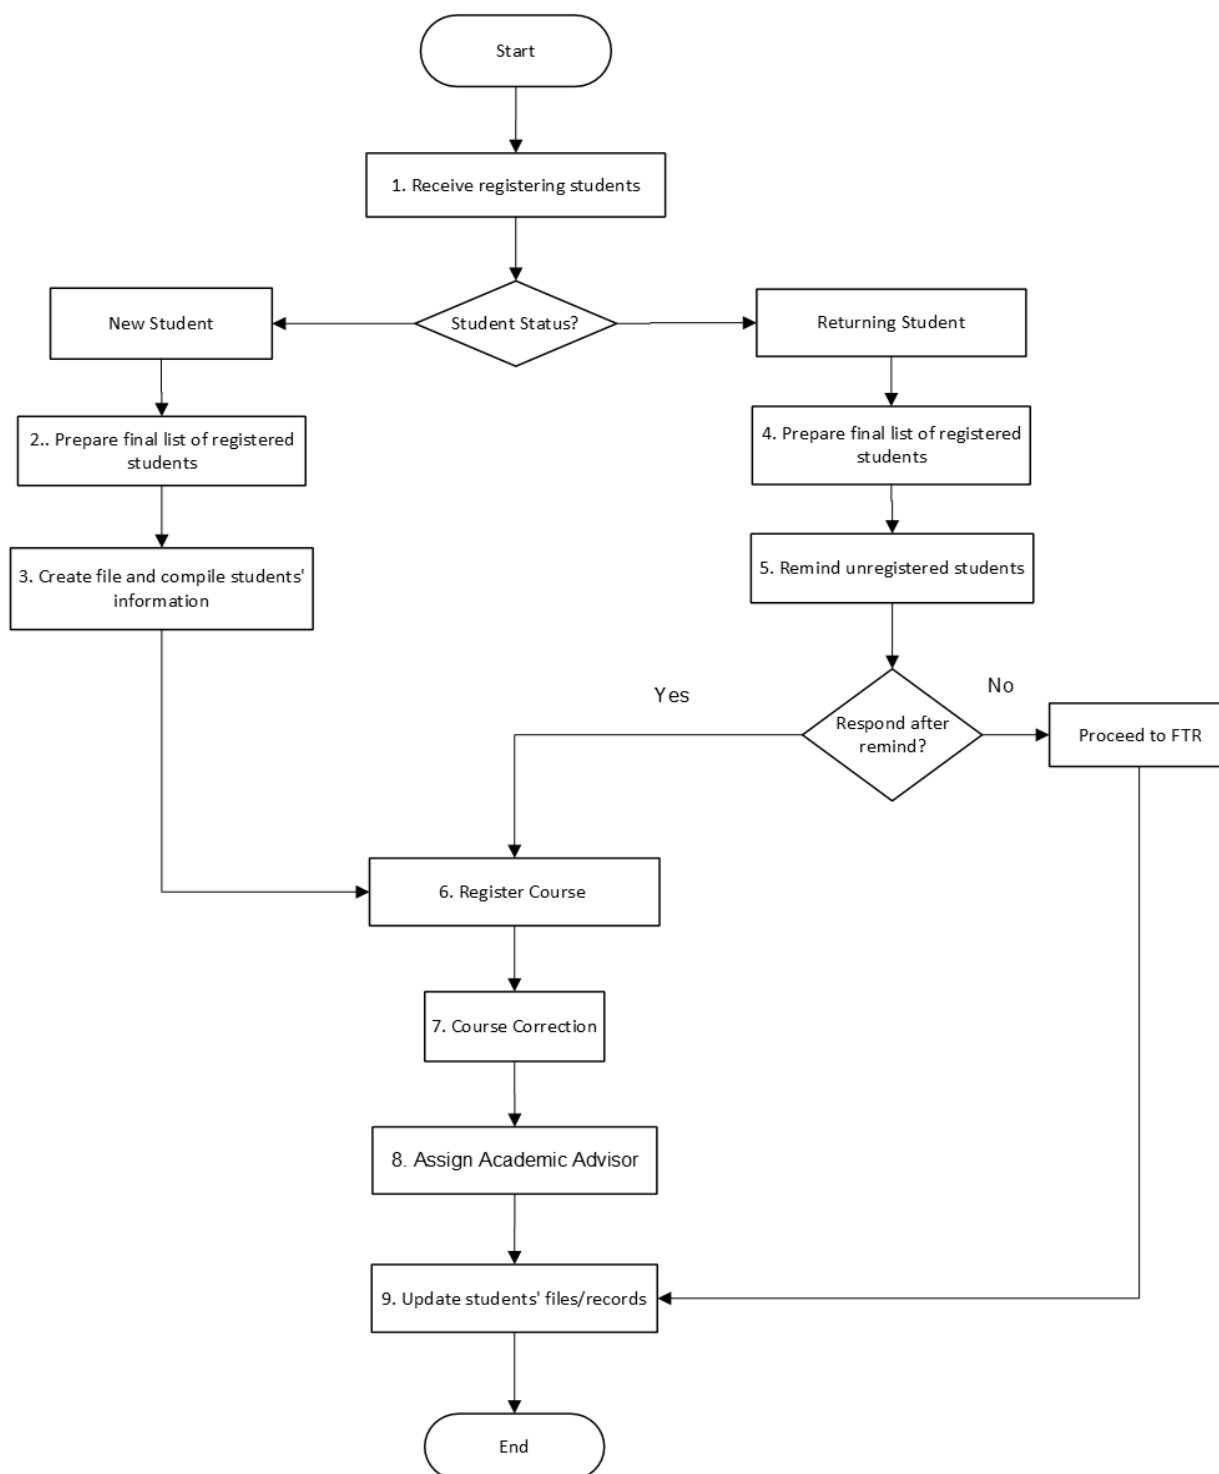 Start
1. Receive registering students
New Student
Student Status?
Returning Student
2.. Prepare final list of registered
students
4. Prepare final list of registered
students
3. Create file and compile students'
information
5. Remind unregistered students
Yes
No
Respond after
remind?
Proceed to FTR
6. Register Course
7. Course Correction
8. Assign Academic Advisor
9. Update students' files/records
End